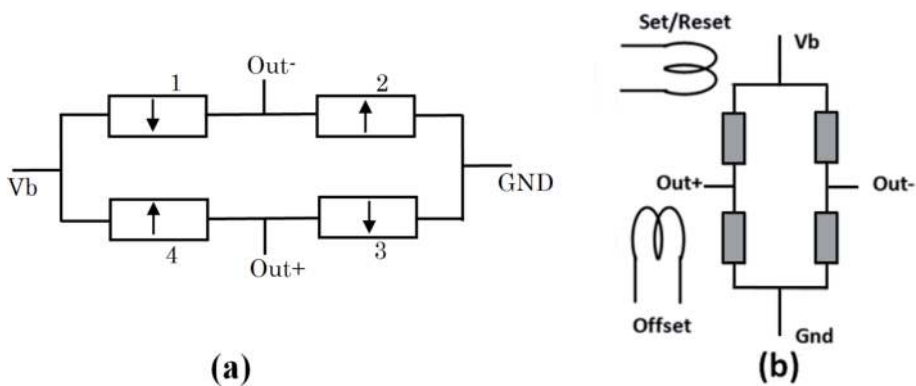 1
Out-
2
Vb
GND
4
Out+
3
(a)
Set/Reset
Vb
Out+
Out-
Offset
Gnd
(b)